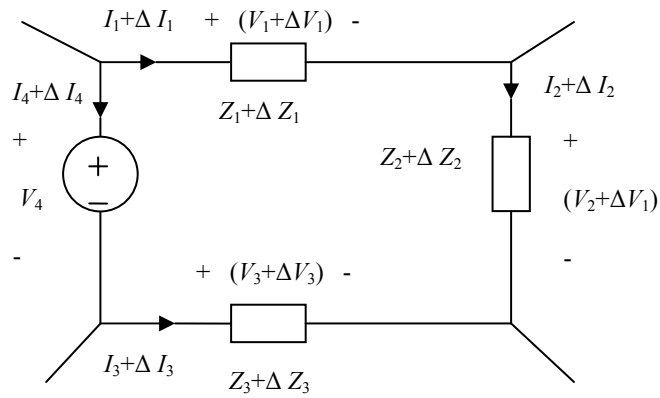 I₁+Δ I₁ + (V₁+ΔV₁) -
I₄+Δ I₄
I₂+Δ I₂
Z₁+Δ Z₁
+
+
Z₂+Δ Z₂
+
V₄
−
(V₂+ΔV₁)
-
-
+ (V₃+ΔV₃) -
I₃+Δ I₃
Z₃+Δ Z₃